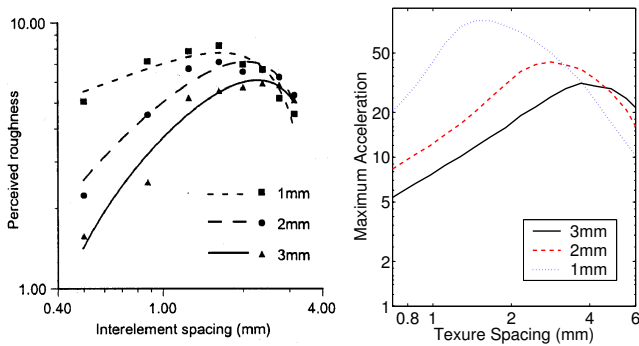 10.00
Perceived roughness
1.00
0.40
1.00
4.00
Interelement spacing (mm)
1mm
2mm
3mm
50
20
10
5
2
1
Maximum Acceleration
0.8
1
2
4
6
Texure Spacing (mm)
3mm
2mm
1mm